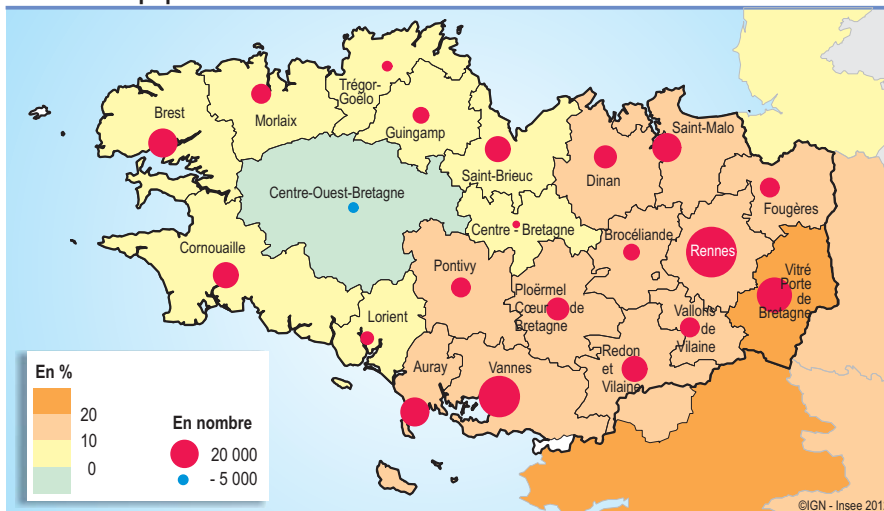 Trégor-
Goëlo
Brest
Morlaix
Guingamp
Saint-Malo
Saint-Brieuc
Dinan
Centre-Ouest-Bretagne
Fougères
Centre - Bretagne
Brocéliande
Cornouaille
Rennes
Pontivy
Vitré
Porte
de
Bretagne
Ploërmel
Cœur de
Bretagne
Vallons
de
Vilaine
Lorient
Redon
et
Vilaine
Auray
Vannes
En %
20
10
0
En nombre
20 000
- 5 000
©IGN - Insee 201